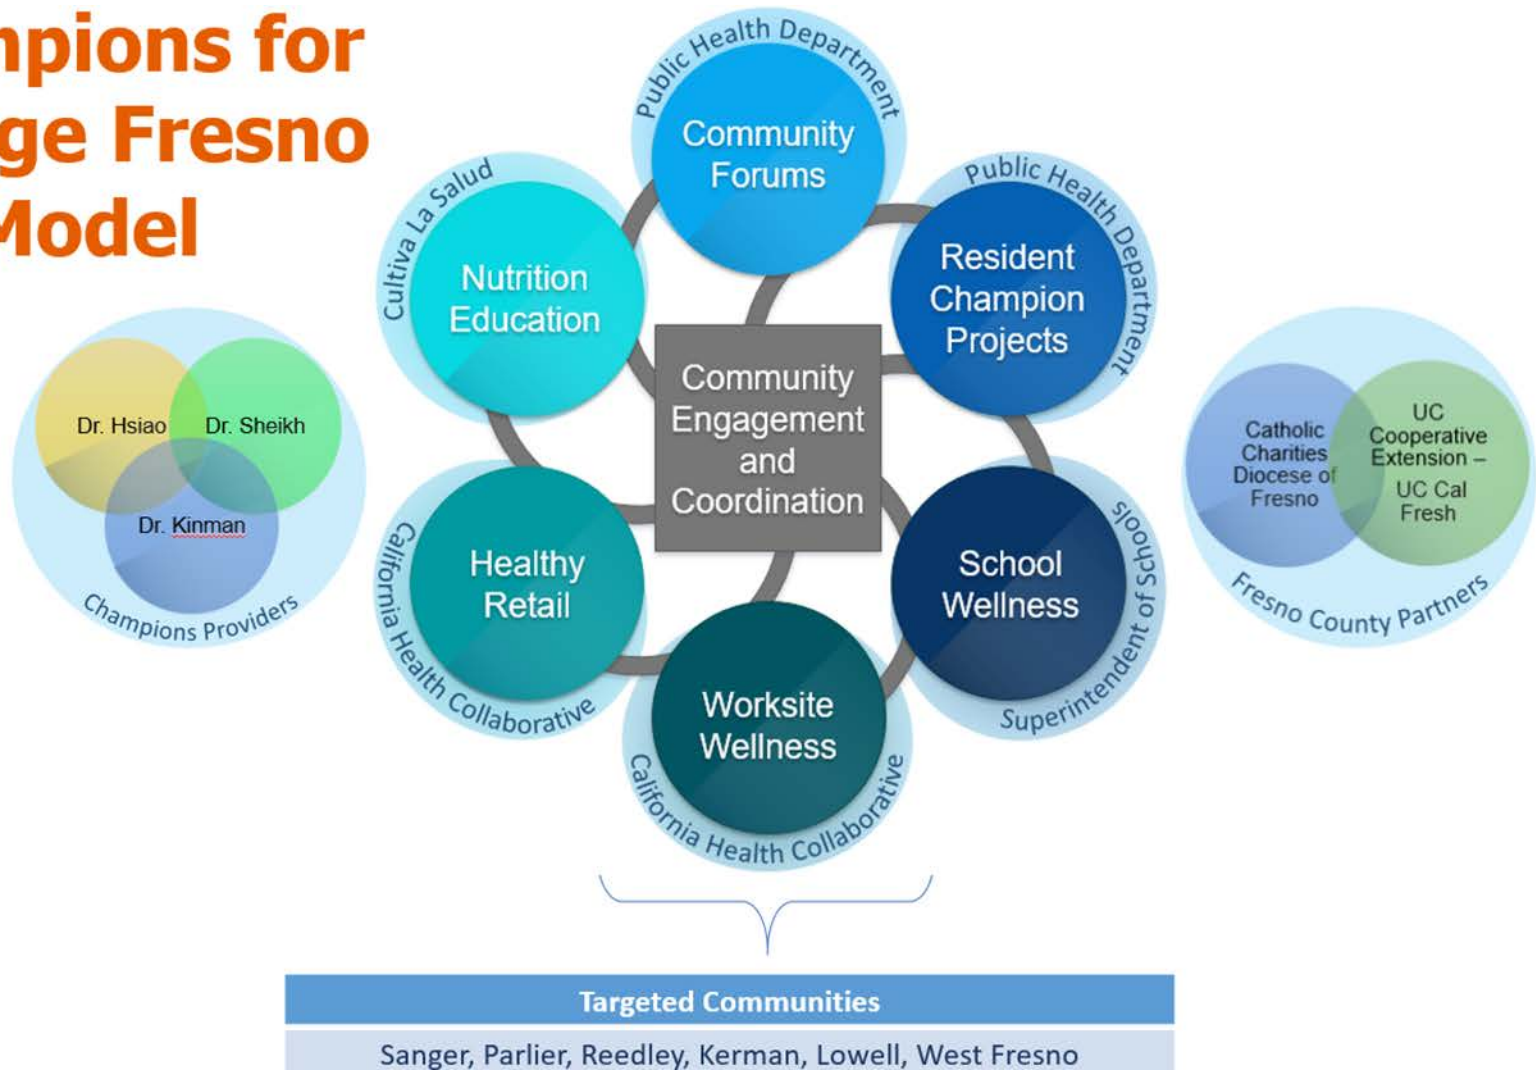 mpions for
ge Fresno
Model
Public Health Department
Community
Forums
Cultiva La Salud
Nutrition
Education
Public Health Department
Resident
Champion
Projects
Community
Engagement
and
Coordination
Dr. Hsiao
Dr. Sheikh
Dr. Kinman
Champions Providers
Catholic
Charities
Diocese of
Fresno
UC
Cooperative
Extension –
UC Cal
Fresh
Fresno County Partners
Healthy
Retail
California Health Collaborative
School
Wellness
Superintendent of Schools
Worksite
Wellness
California Health Collaborative
Targeted Communities
Sanger, Parlier, Reedley, Kerman, Lowell, West Fresno